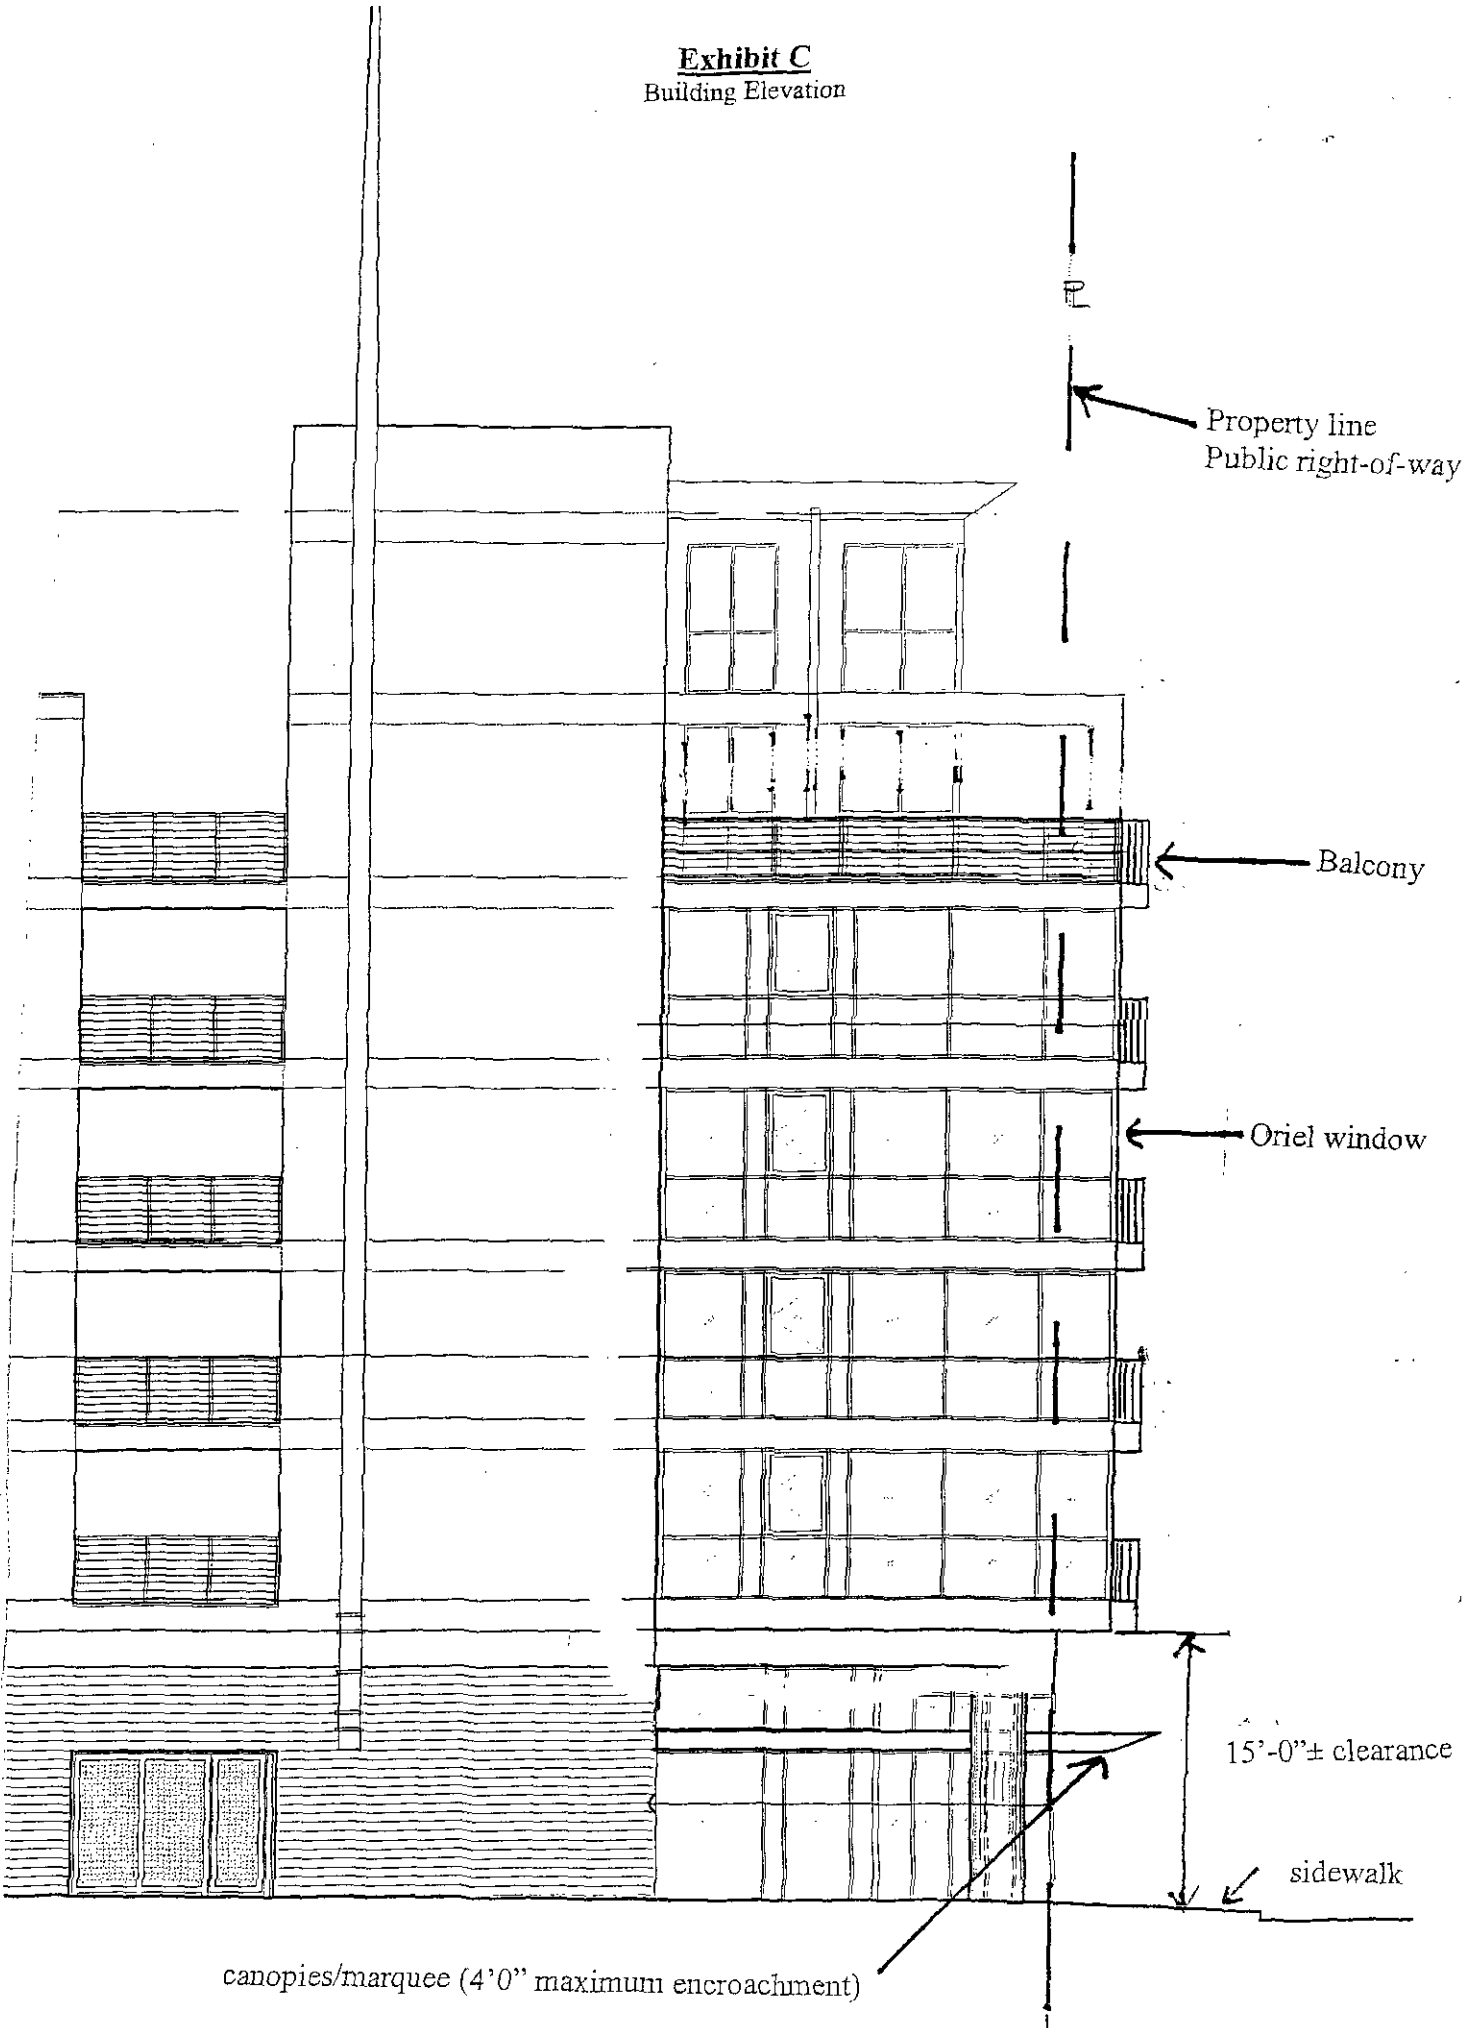 Exhibit C
Building Elevation
PL
Property line
Public right-of-way
Balcony
Oriel window
15’-0”± clearance
sidewalk
canopies/marquee (4’0” maximum encroachment)